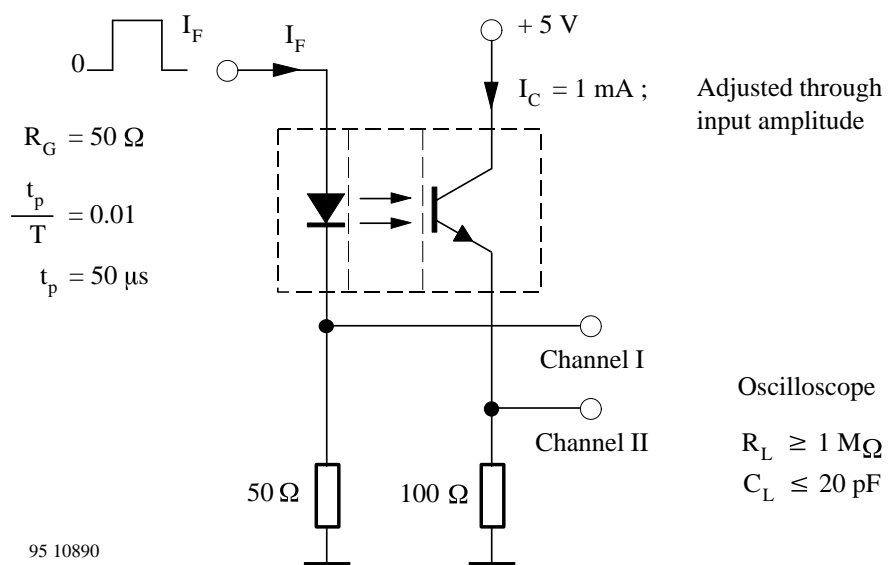 I_F
0
I_F
+ 5 V
I_C = 1 mA ;
Adjusted through
input amplitude
R_G = 50 Ω
t_p
T
= 0.01
t_p = 50 µs
Channel I
Channel II
Oscilloscope
R_L ≥ 1 MΩ
C_L ≤ 20 pF
50 Ω
100 Ω
95 10890